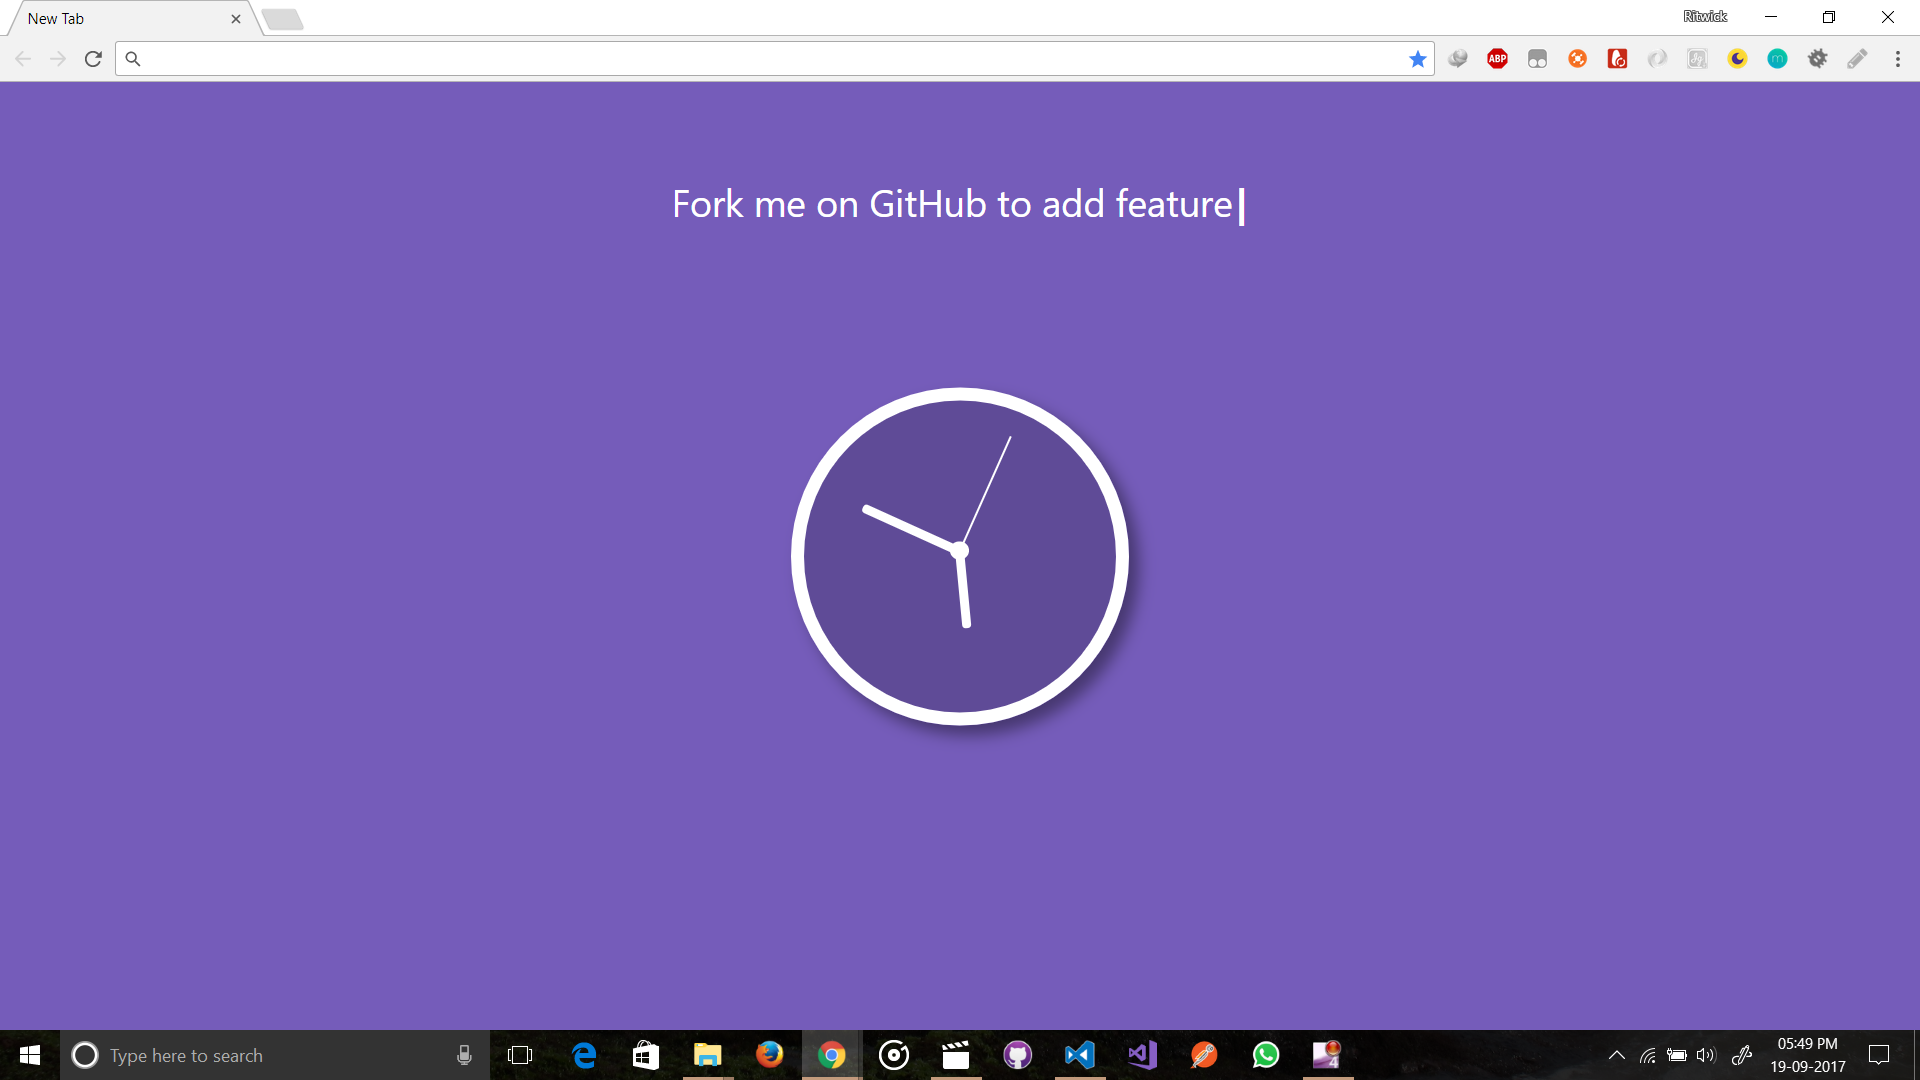 New Tab
Ritwick
ABP
m
Fork me on GitHub to add feature
Type here to search
4
05:49 PM
19-09-2017